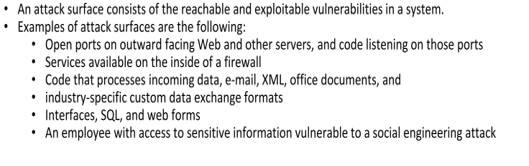 • An attack surface consists of the reachable and exploitable vulnerabilities in a system.
• Examples of attack surfaces are the following:
• Open ports on outward facing Web and other servers, and code listening on those ports
• Services available on the inside of a firewall
• Code that processes incoming data, e-mail, XML, office documents, and
• industry-specific custom data exchange formats
• Interfaces, SQL, and web forms
• An employee with access to sensitive information vulnerable to a social engineering attack